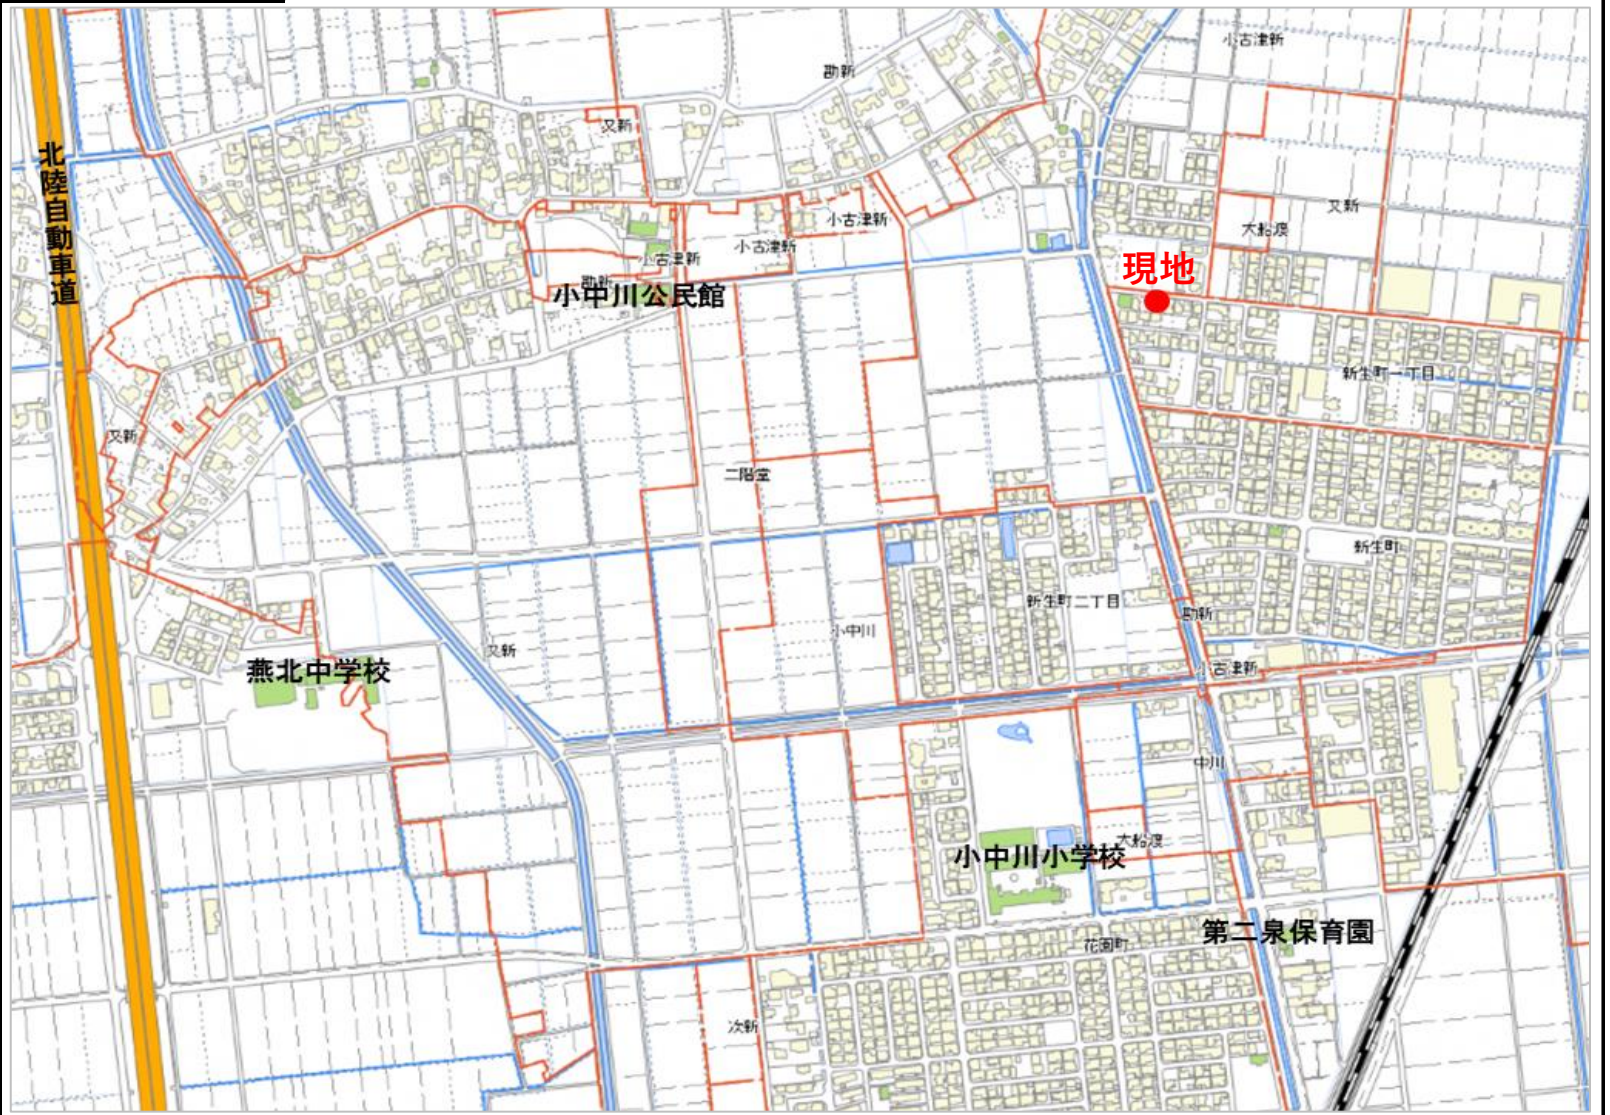 小古津新
勘新
北陸自動車道
又新
又新
大船渡
小古津新
小古津新
小古津新
現地
勘新
小中川公民館
新生町一丁目
又新
二階堂
新生町
新生町二丁目
勘新
小中川
又新
燕北中学校
小古津新
中川
大船渡
小中川小学校
第二泉保育園
花園町
次新